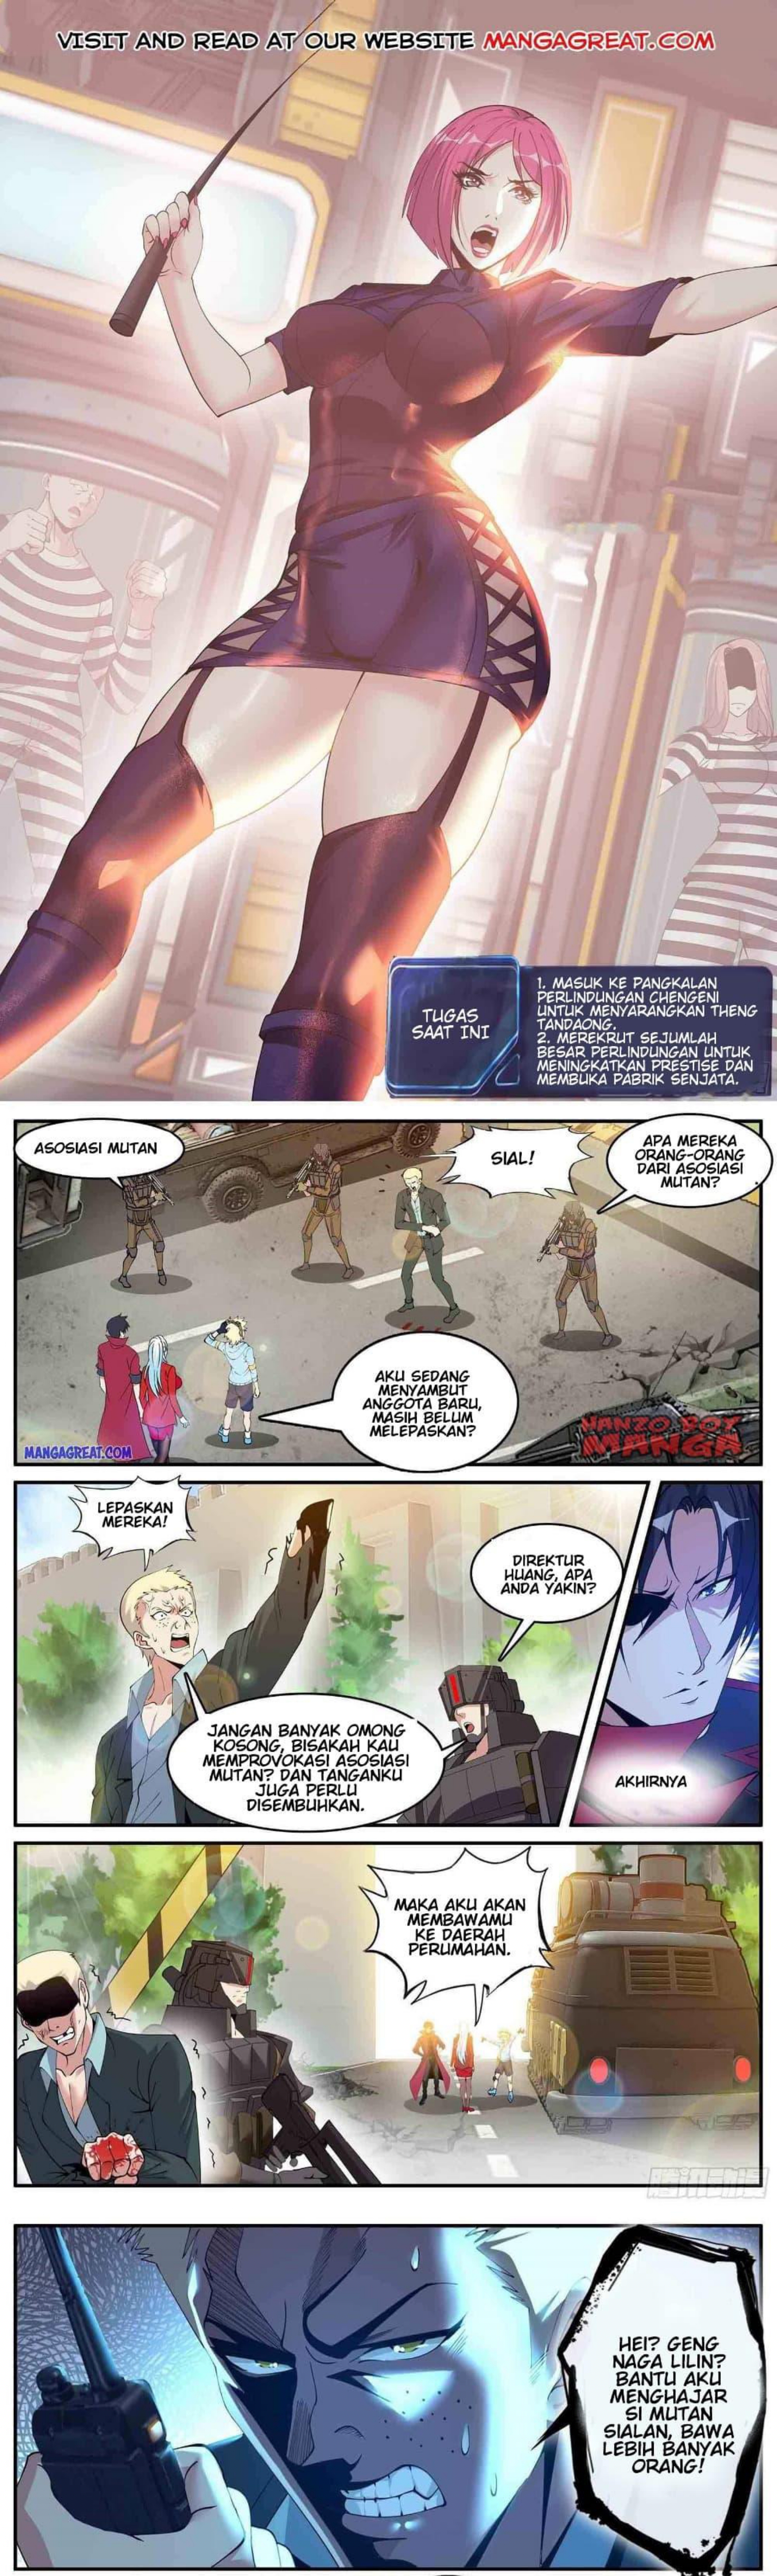 VISIT AND READ AT OUR WEBSITE MANGAGREAT.COM
TUGAS
SAAT INI
1. MASUK KE PANGKALAN
PERLINDUNGAN CHENGENI
UNTUK MENYARANGKAN THENG
TANDAONG.
2. MEREKRUT SEJUMLAH
BESAR PERLINDUNGAN UNTUK
MENINGKATKAN PRESTISE DAN
MEMBUKA PABRIK SENJATA.
ASOSIASI MUTAN
SIAL!
APA MEREKA
ORANG-ORANG
DARI ASOSIASI
MUTAN?
AKU SEDANG
MENYAMBUT
ANGGOTA BARU,
MASIH BELUM
MELEPASKAN?
MANGAGREAT.COM
HANZO BOY
MANGA
LEPASKAN
MEREKA!
DIREKTUR
HUANG, APA
ANDA YAKIN?
JANGAN BANYAK OMONG
KOSONG, BISAKAH KAU
MEMPROVOKASI ASOSIASI
MUTAN? DAN TANGANKU
JUGA PERLU
DISEMBUHKAN.
AKHIRNYA
MAKA AKU AKAN
MEMBAWAMU
KE DAERAH
PERUMAHAN.
HEI? GENG
NAGA LILIN?
BANTU AKU
MENGHAJAR
SI MUTAN
SIALAN, BAWA
LEBIH BANYAK
ORANG!